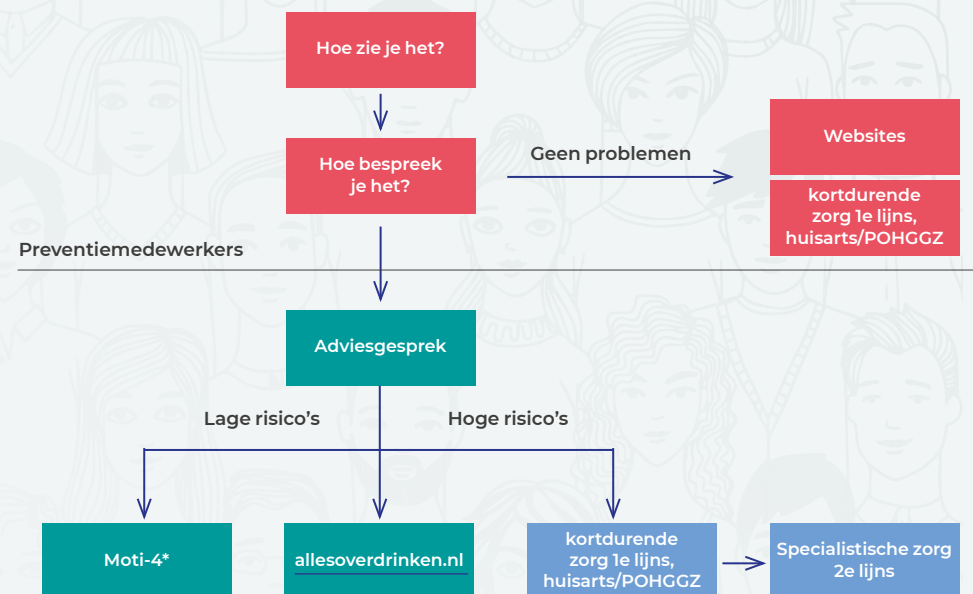 Hoe zie je het?
Hoe bespreek
je het?
Geen problemen
Websites
kortdurende
zorg 1e lijns,
huisarts/POHGGZ
Preventiemedewerkers
Adviesgesprek
Lage risico’s
Hoge risico’s
Moti-4*
allesoverdrinken.nl
kortdurende
zorg 1e lijns,
huisarts/POHGGZ
Specialistische zorg
2e lijns